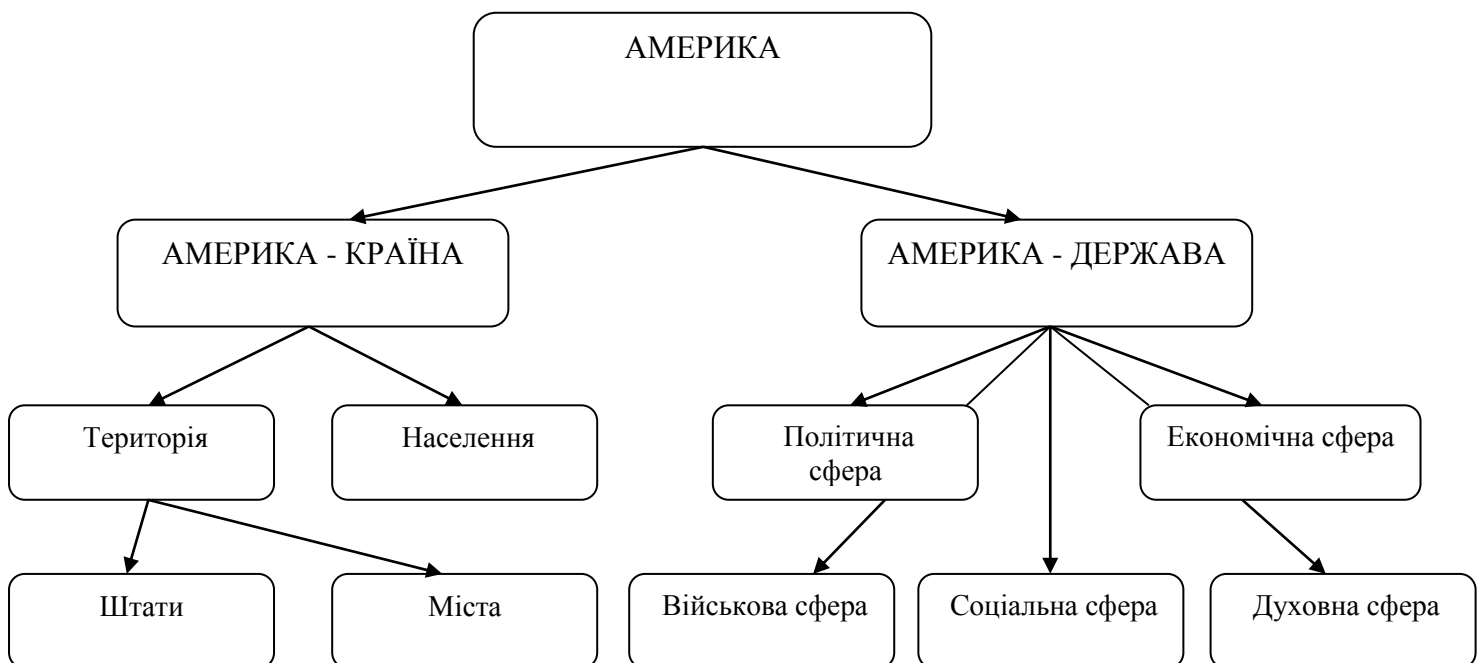 АМЕРИКА
АМЕРИКА - КРАЇНА
АМЕРИКА - ДЕРЖАВА
Територія
Населення
Політична
сфера
Економічна сфера
Штати
Міста
Військова сфера
Соціальна сфера
Духовна сфера